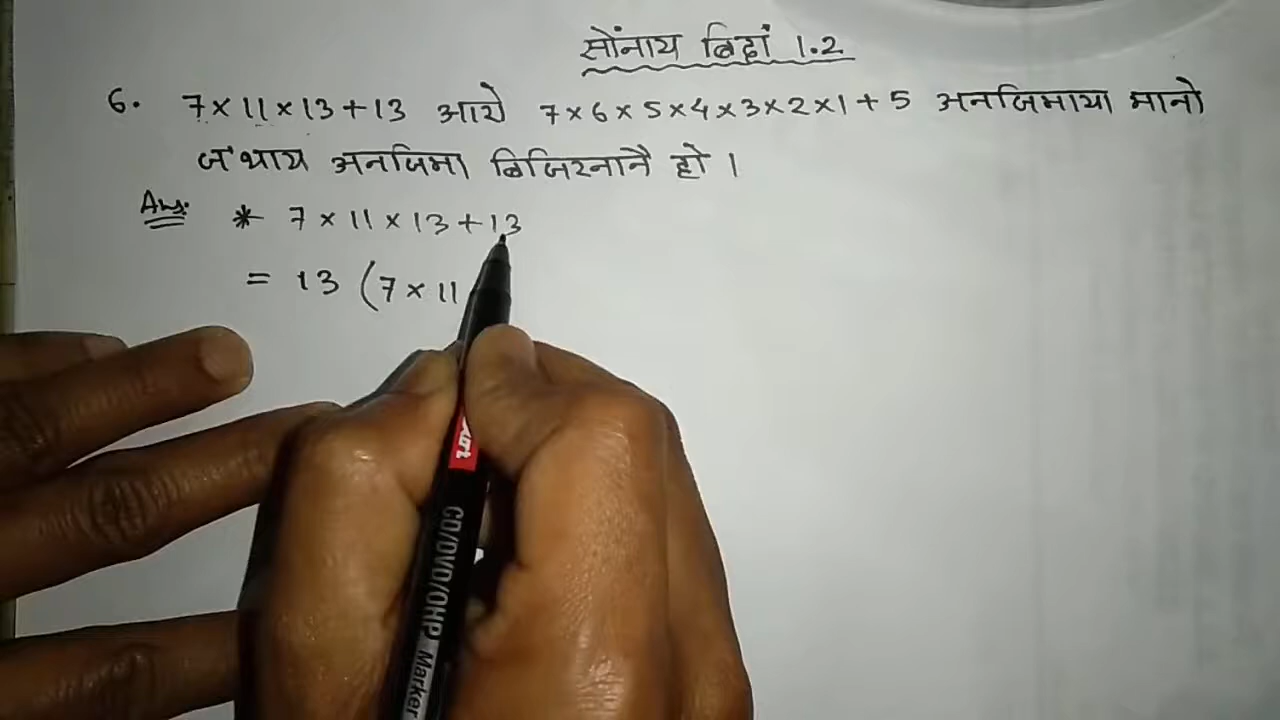 सोंनाय बिदां 1.2
6. 7×11×13+13 आरो 7×6×5×4×3×2×1+5 अनजिमाया मानो
ज'थाय अनजिमा बिजिरनानै हो।
Ans: * 7×11×13+13
= 13 (7×11
CD/DVD/OHP Marker